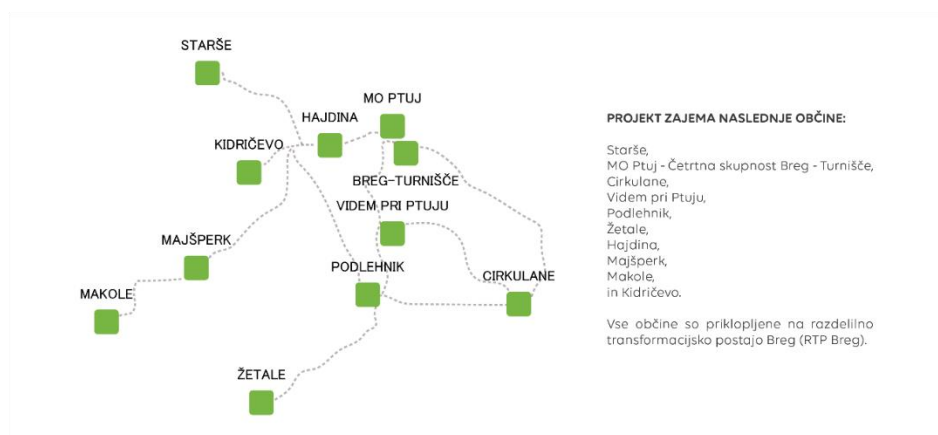 STARŠE
MO PTUJ
HAJDINA
KIDRIČEVO
BREG-TURNIŠČE
VIDEM PRI PTUJU
MAJŠPERK
PODLEHNIK
CIRKULANE
MAKOLE
ŽETALE
PROJEKT ZAJEMA NASLEDNJE OBČINE:
Starše,
MO Ptuj - Četrtna skupnost Breg - Turnišče,
Cirkulane,
Videm pri Ptuju,
Podlehnik,
Žetale,
Hajdina,
Majšperk,
Makole,
in Kidričevo.
Vse občine so priklopljene na razdelilno
transformacijsko postajo Breg (RTP Breg).